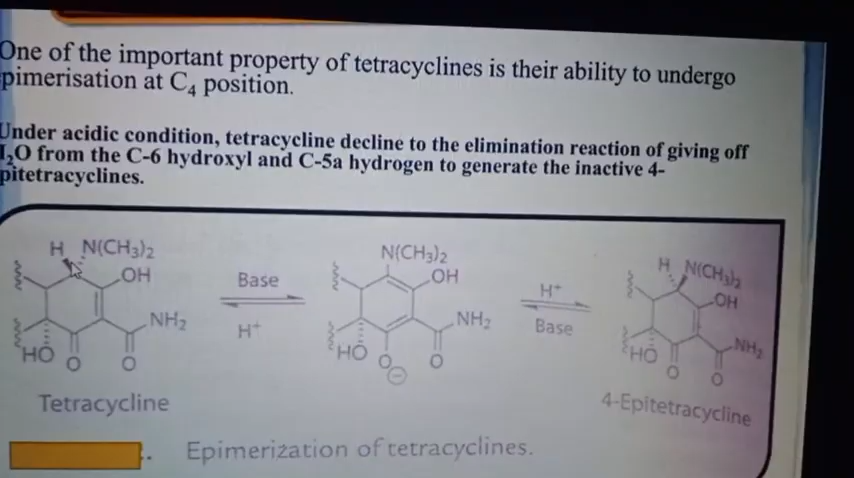 One of the important property of tetracyclines is their ability to undergo
pimerisation at C₄ position.
Under acidic condition, tetracycline decline to the elimination reaction of giving off
H₂O from the C-6 hydroxyl and C-5a hydrogen to generate the inactive 4-
pitetracyclines.
H N(CH₃)₂
OH
NH₂
HO O O
Tetracycline
Base
H⁺
N(CH₃)₂
OH
NH₂
HO O O
⊖
H⁺
Base
H N(CH₃)₂
OH
NH₂
HO O O
4-Epitetracycline
Epimerization of tetracyclines.